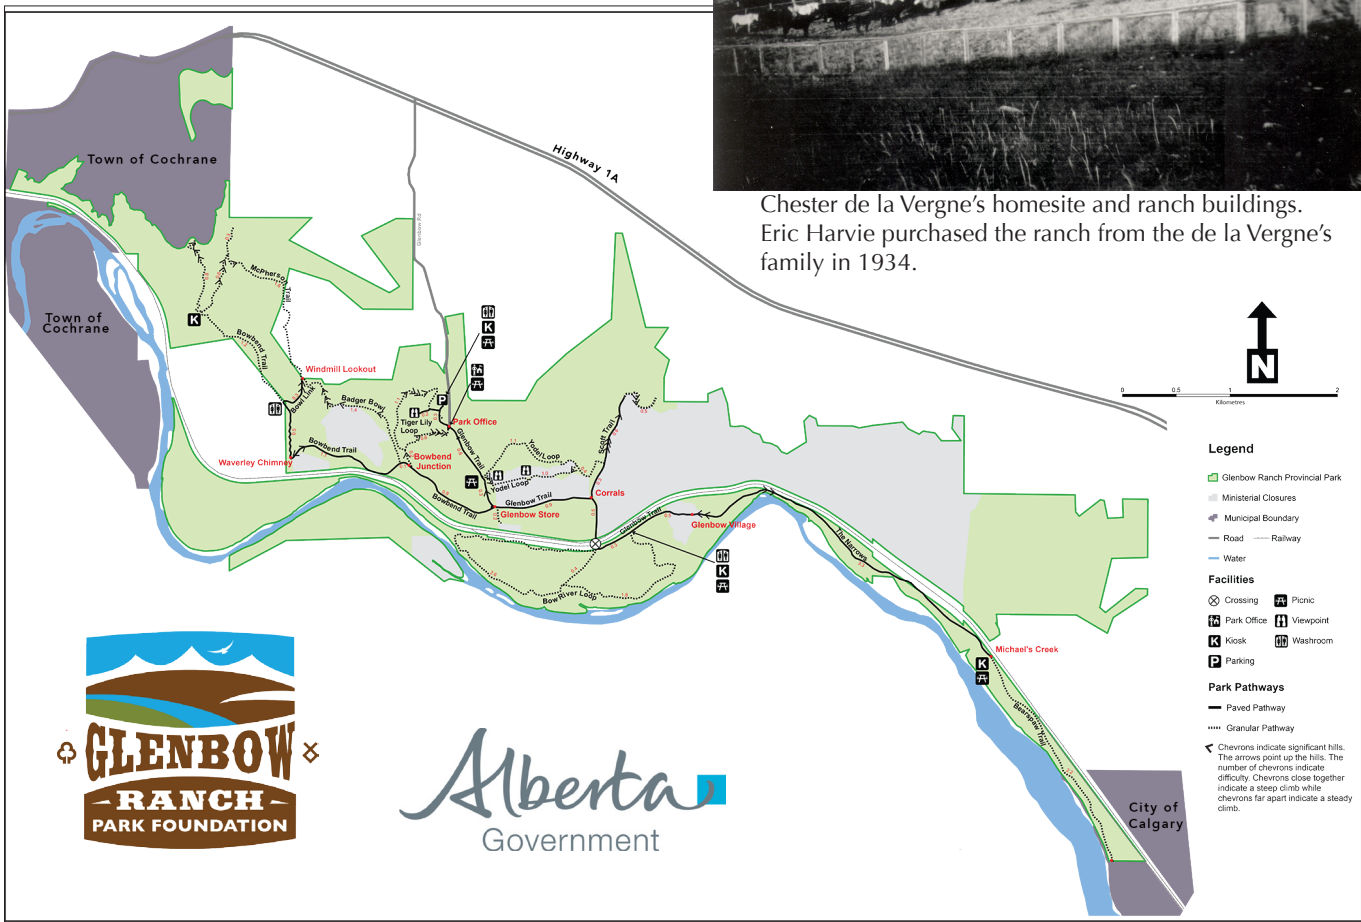 Chester de la Vergne's homesite and ranch buildings.
Eric Harvie purchased the ranch from the de la Vergne's
family in 1934.
Highway 1A
Glenbow Rd
Town of Cochrane
Town of
Cochrane
McPherson Trail
K
Bowbend Trail
K
Windmill Lookout
Bowl Link
Badger Bowl
1.4
P
Tiger Lily
Loop
Park Office
Glenbow Trail
Waverley Chimney
Bowbend Trail
Bowbend
Junction
Bowbend Trail
Yodel Loop
Yodel Loop
Scott Trail
Corrals
Glenbow Trail
0.9
Glenbow Store
Glenbow Trail
Glenbow Village
K
Bow River Loop
The Narrows
Michael's Creek
K
Bearspaw Trail
City of
Calgary
N
0 0.5 1 2
Kilometres
Legend
Glenbow Ranch Provincial Park
Ministerial Closures
Municipal Boundary
Road Railway
Water
Facilities
Crossing Picnic
Park Office Viewpoint
K Kiosk Washroom
P Parking
Park Pathways
Paved Pathway
Granular Pathway
Chevrons indicate significant hills.
The arrows point up the hills. The
number of chevrons indicate
difficulty. Chevrons close together
indicate a steep climb while
chevrons far apart indicate a steady
climb.
GLENBOW
RANCH
PARK FOUNDATION
Alberta
Government